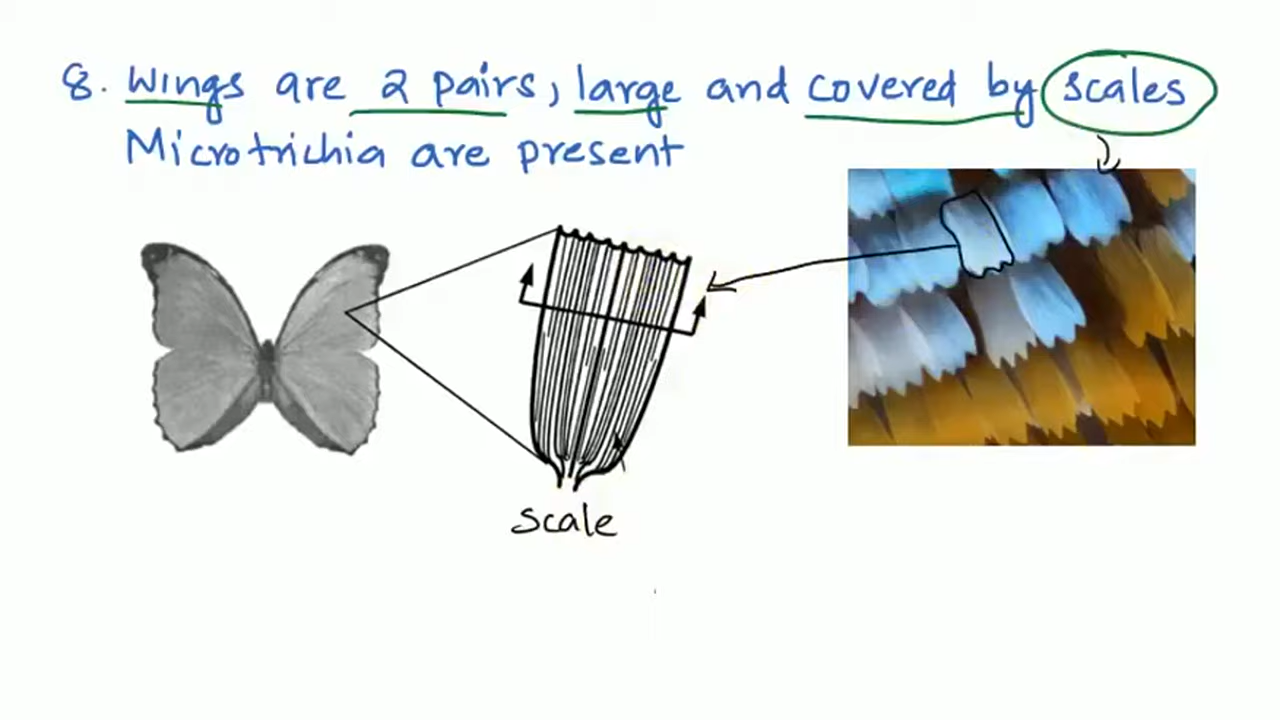 8. Wings are 2 pairs, large and covered by scales
Microtrichia are present
scale